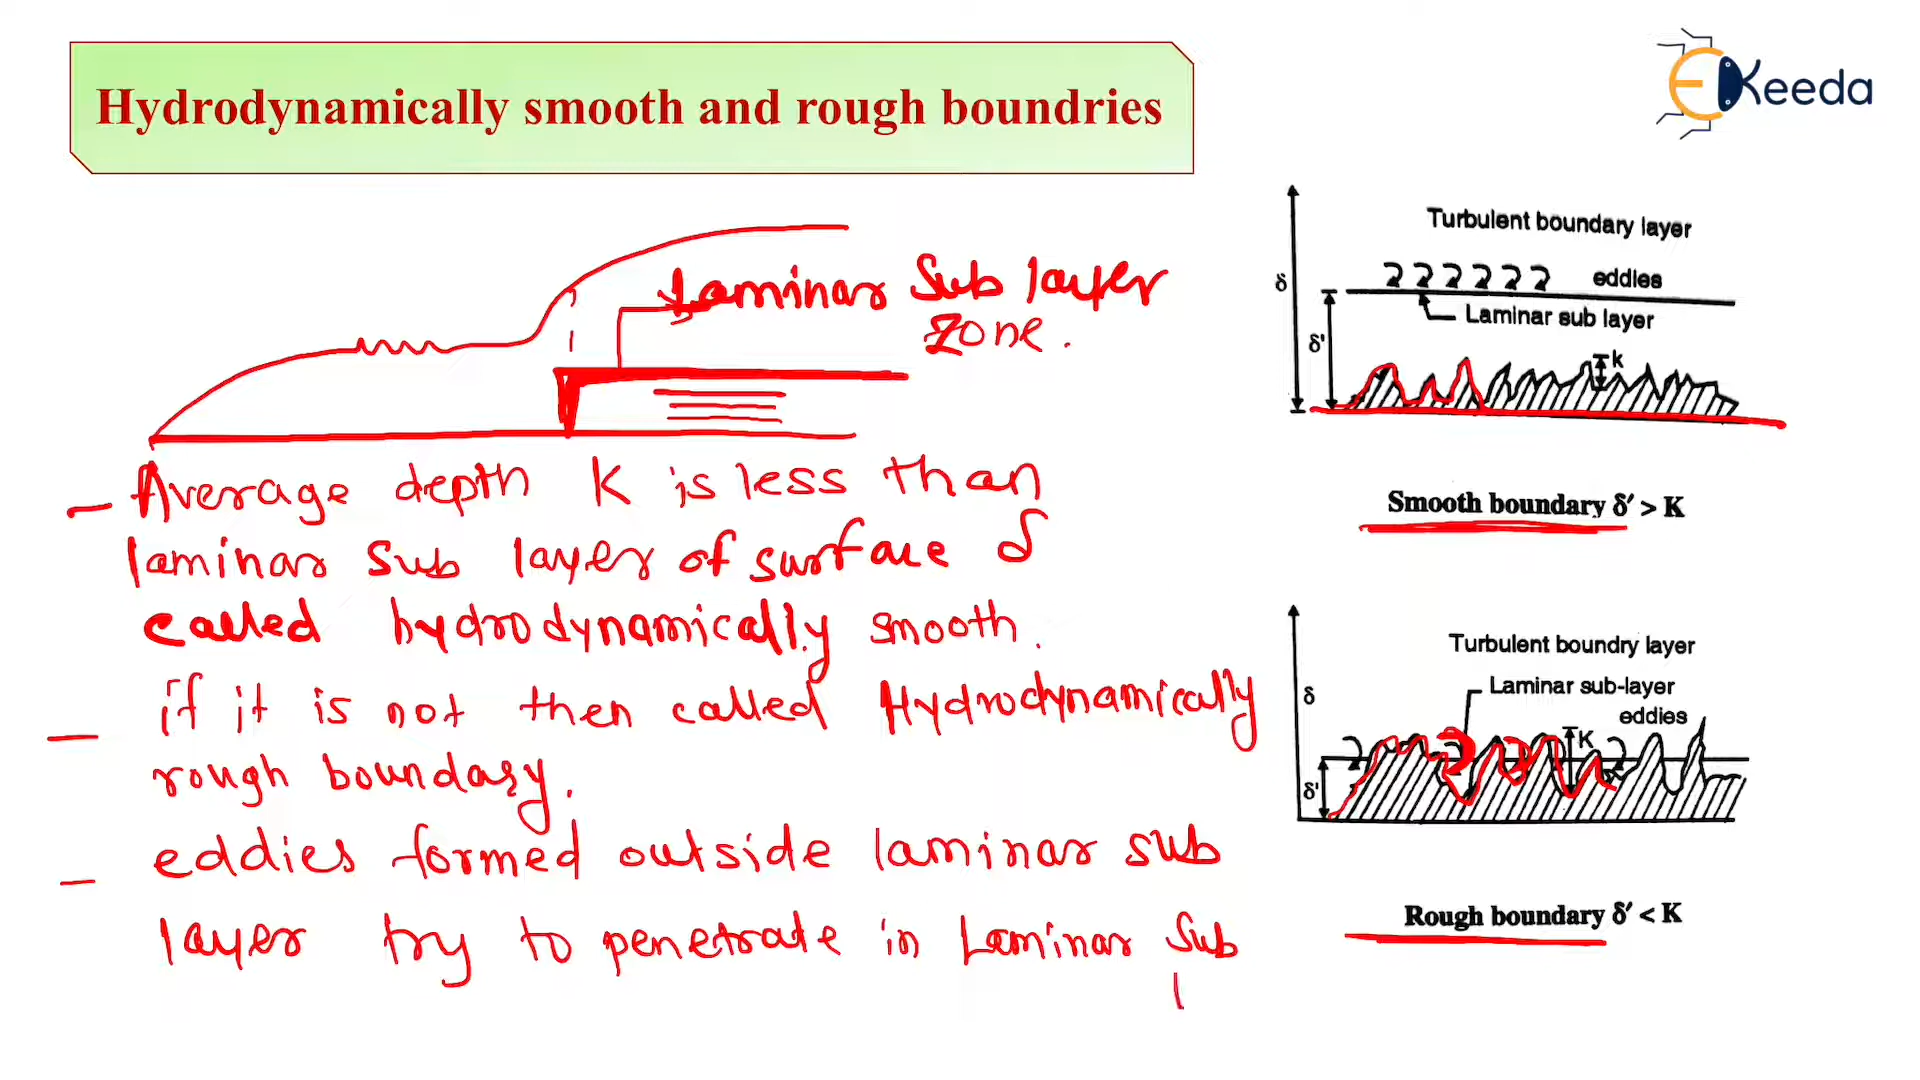 Hydrodynamically smooth and rough boundries
EKeeda
Laminar Sub layer
zone.
- Average depth K is less than
laminar sub layer of surface δ
called hydrodynamically smooth.
- if it is not then called Hydrodynamically
rough boundary.
- eddies formed outside laminar sub
layer try to penetrate in Laminar Sub
l
Turbulent boundary layer
δ
eddies
Laminar sub layer
δ'
k
Smooth boundary δ′ > K
Turbulent boundry layer
δ
Laminar sub-layer
eddies
K
δ'
Rough boundary δ′ < K